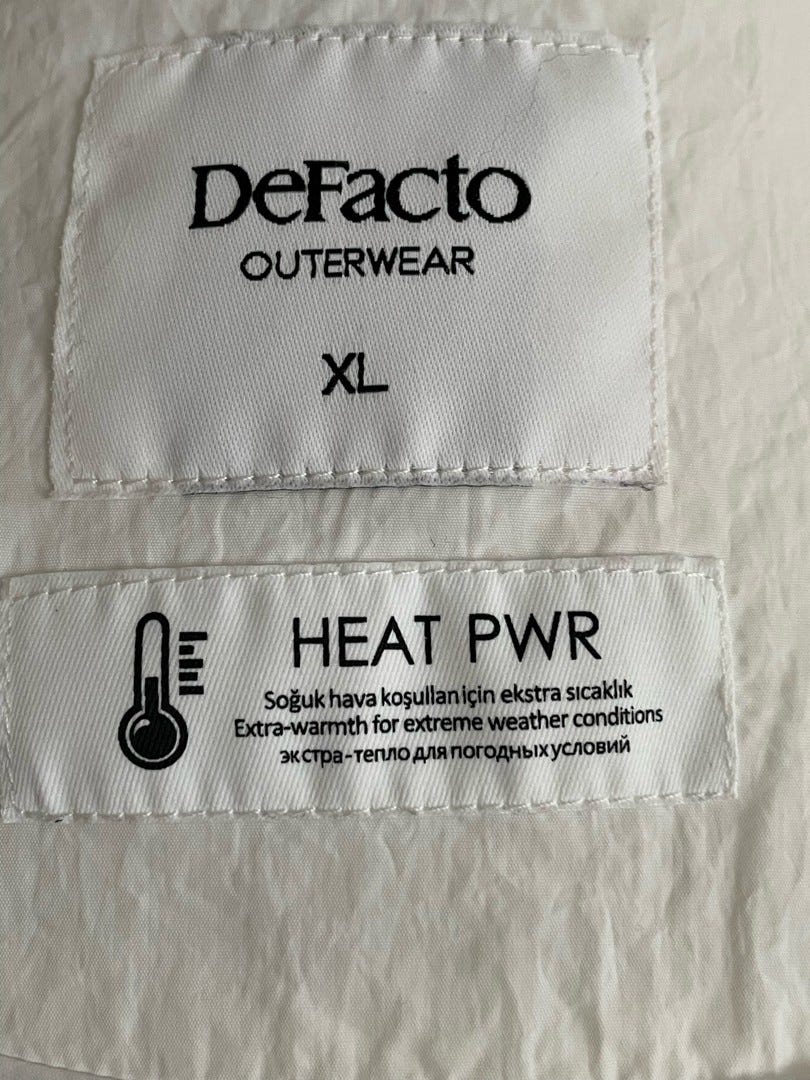 DeFacto
OUTERWEAR
XL
HEAT PWR
Soğuk hava koşulları için ekstra sıcaklık
Extra-warmth for extreme weather conditions
экстра-тепло для погодных условий